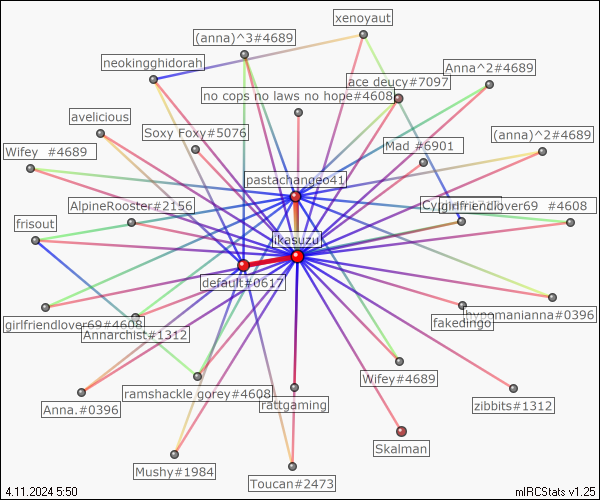 xenoyaut
(anna)^3#4689
neokingghidorah
Anna^2#4689
ace deucy#7097
no cops no laws no hope#4608
avelicious
Soxy Foxy#5076
(anna)^2#4689
Mad #6901
Wifey #4689
pastachangeo41
AlpineRooster#2156
girlfriendlover69 #4608
frisout
ikasuzu
default#0617
hypomanianna#0396
girlfriendlover69#4608
fakedingo
Annarchist#1312
Wifey#4689
ramshackle gorey#4608
rattgaming
zibbits#1312
Anna.#0396
Skalman
Mushy#1984
Toucan#2473
4.11.2024 5:50
mIRCStats v1.25